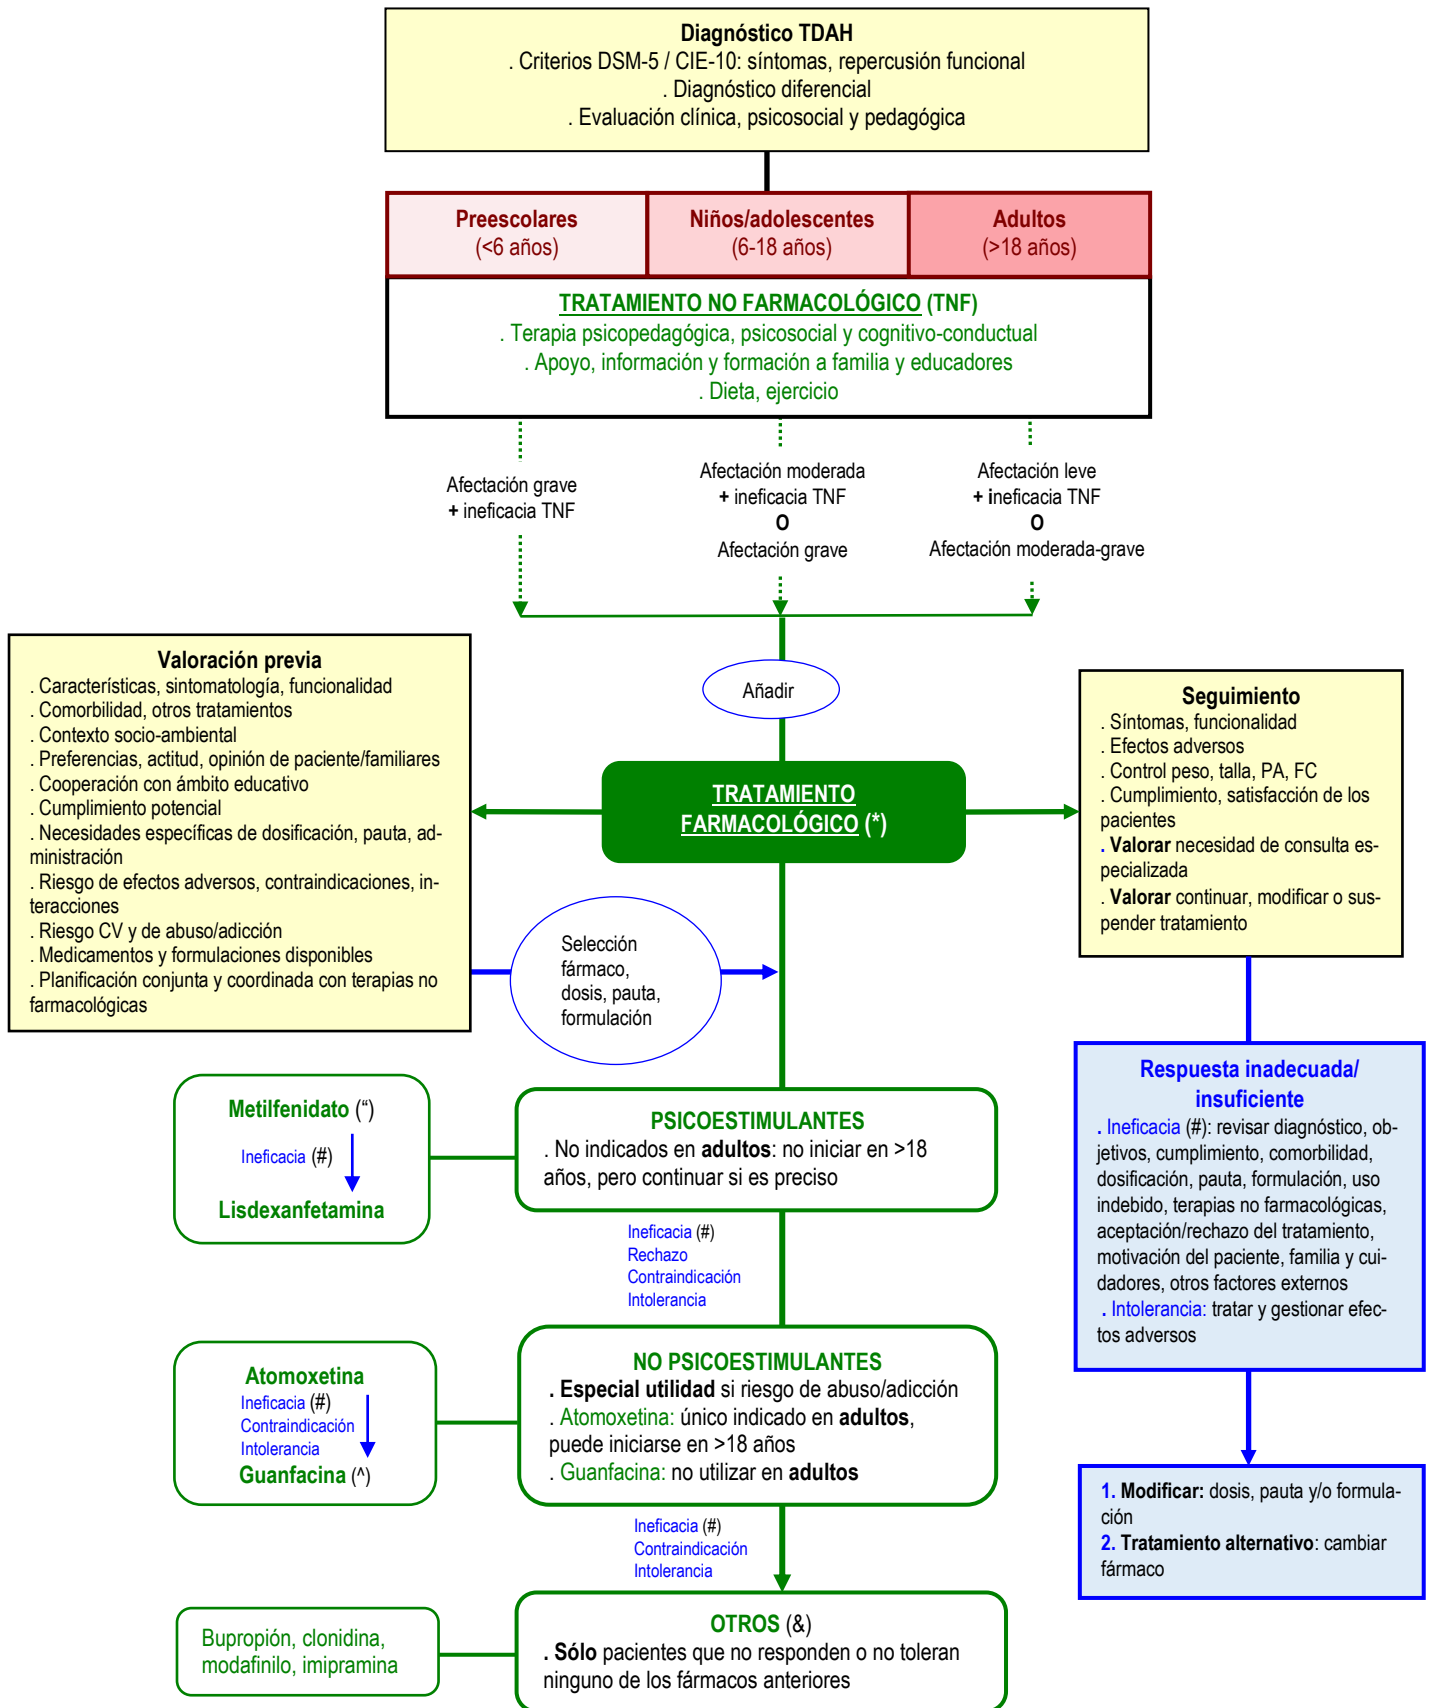 Diagnóstico TDAH
. Criterios DSM-5 / CIE-10: síntomas, repercusión funcional
. Diagnóstico diferencial
. Evaluación clínica, psicosocial y pedagógica
Preescolares
(<6 años)
Niños/adolescentes
(6-18 años)
Adultos
(>18 años)
TRATAMIENTO NO FARMACOLÓGICO (TNF)
. Terapia psicopedagógica, psicosocial y cognitivo-conductual
. Apoyo, información y formación a familia y educadores
. Dieta, ejercicio
Afectación grave
+ ineficacia TNF
Afectación moderada
+ ineficacia TNF
O
Afectación grave
Afectación leve
+ ineficacia TNF
O
Afectación moderada-grave
Añadir
Valoración previa
. Características, sintomatología, funcionalidad
. Comorbilidad, otros tratamientos
. Contexto socio-ambiental
. Preferencias, actitud, opinión de paciente/familiares
. Cooperación con ámbito educativo
. Cumplimiento potencial
. Necesidades específicas de dosificación, pauta, ad-
ministración
. Riesgo de efectos adversos, contraindicaciones, in-
teracciones
. Riesgo CV y de abuso/adicción
. Medicamentos y formulaciones disponibles
. Planificación conjunta y coordinada con terapias no
farmacológicas
TRATAMIENTO
FARMACOLÓGICO (*)
Seguimiento
. Síntomas, funcionalidad
. Efectos adversos
. Control peso, talla, PA, FC
. Cumplimiento, satisfacción de los
pacientes
. Valorar necesidad de consulta es-
pecializada
. Valorar continuar, modificar o sus-
pender tratamiento
Selección
fármaco,
dosis, pauta,
formulación
Respuesta inadecuada/
insuficiente
. Ineficacia (#): revisar diagnóstico, ob-
jetivos, cumplimiento, comorbilidad,
dosificación, pauta, formulación, uso
indebido, terapias no farmacológicas,
aceptación/rechazo del tratamiento,
motivación del paciente, familia y cui-
dadores, otros factores externos
. Intolerancia: tratar y gestionar efec-
tos adversos
Metilfenidato (“)
Ineficacia (#)
Lisdexanfetamina
PSICOESTIMULANTES
. No indicados en adultos: no iniciar en >18
años, pero continuar si es preciso
Ineficacia (#)
Rechazo
Contraindicación
Intolerancia
Atomoxetina
Ineficacia (#)
Contraindicación
Intolerancia
Guanfacina (^)
NO PSICOESTIMULANTES
. Especial utilidad si riesgo de abuso/adicción
. Atomoxetina: único indicado en adultos,
puede iniciarse en >18 años
. Guanfacina: no utilizar en adultos
1. Modificar: dosis, pauta y/o formula-
ción
2. Tratamiento alternativo: cambiar
fármaco
Ineficacia (#)
Contraindicación
Intolerancia
Bupropión, clonidina,
modafinilo, imipramina
OTROS (&)
. Sólo pacientes que no responden o no toleran
ninguno de los fármacos anteriores